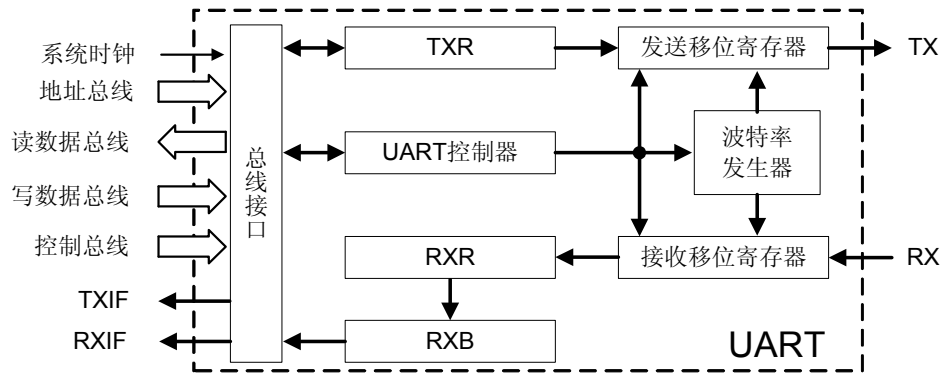 系统时钟
地址总线
读数据总线
写数据总线
控制总线
TXIF
RXIF
总线接口
TXR
UART控制器
RXR
RXB
发送移位寄存器
波特率
发生器
接收移位寄存器
TX
RX
UART